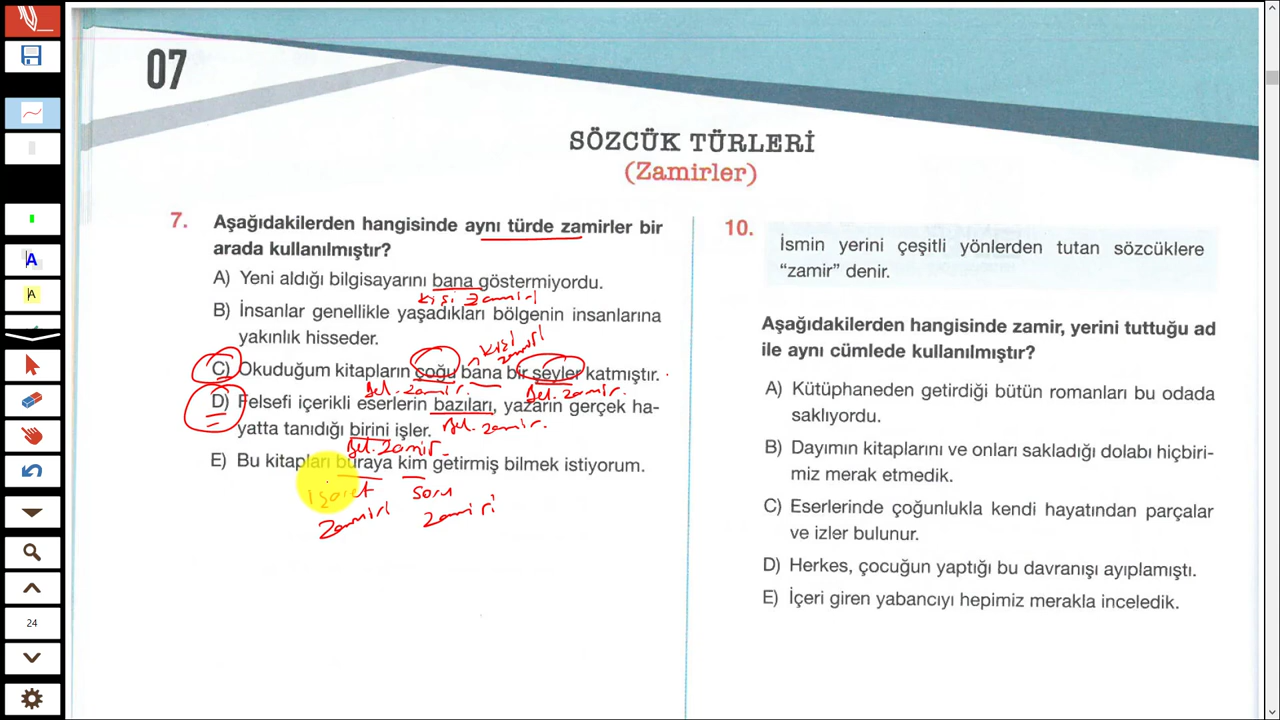 07
SÖZCÜK TÜRLERİ
(Zamirler)
7. Aşağıdakilerden hangisinde aynı türde zamirler bir
arada kullanılmıştır?
A) Yeni aldığı bilgisayarını bana göstermiyordu.
kişi zamiri
B) İnsanlar genellikle yaşadıkları bölgenin insanlarına
yakınlık hisseder.
kişi
zamiri
C) Okuduğum kitapların çoğu bana bir şeyler katmıştır.
Bel. zamir. Bel. zamir.
D) Felsefi içerikli eserlerin bazıları, yazarın gerçek ha-
yatta tanıdığı birini işler. Bel. zamir.
Bel. zamir.
E) Bu kitapları buraya kim getirmiş bilmek istiyorum.
işaret soru
zamiri zamiri
10. İsmin yerini çeşitli yönlerden tutan sözcüklere
“zamir” denir.
Aşağıdakilerden hangisinde zamir, yerini tuttuğu ad
ile aynı cümlede kullanılmıştır?
A) Kütüphaneden getirdiği bütün romanları bu odada
saklıyordu.
B) Dayımın kitaplarını ve onları sakladığı dolabı hiçbiri-
miz merak etmedik.
C) Eserlerinde çoğunlukla kendi hayatından parçalar
ve izler bulunur.
D) Herkes, çocuğun yaptığı bu davranışı ayıplamıştı.
E) İçeri giren yabancıyı hepimiz merakla inceledik.
A
A
24